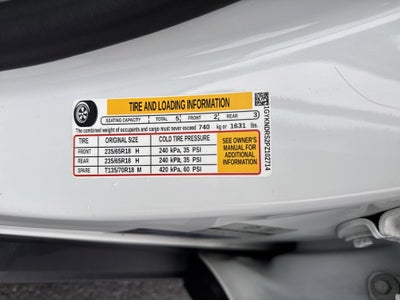 TIRE AND LOADING INFORMATION
SEATING CAPACITY TOTAL 5 FRONT 2 REAR 3
The combined weight of occupants and cargo must never exceed 740 kg or 1631 lbs.
TIRE ORIGINAL SIZE COLD TIRE PRESSURE
FRONT 235/65R18 H 240 kPa, 35 PSI
REAR 235/65R18 H 240 kPa, 35 PSI
SPARE T135/70R18 M 420 kPa, 60 PSI
SEE OWNER'S
MANUAL FOR
ADDITIONAL
INFORMATION
1GYKNDRS2PZ192714